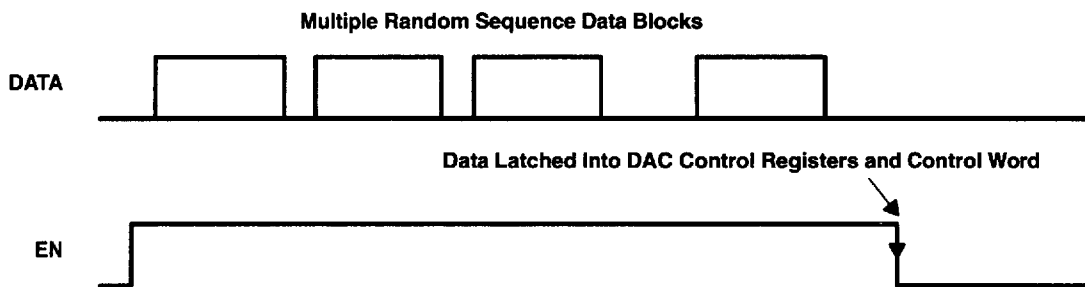 Multiple Random Sequence Data Blocks
DATA
Data Latched Into DAC Control Registers and Control Word
EN